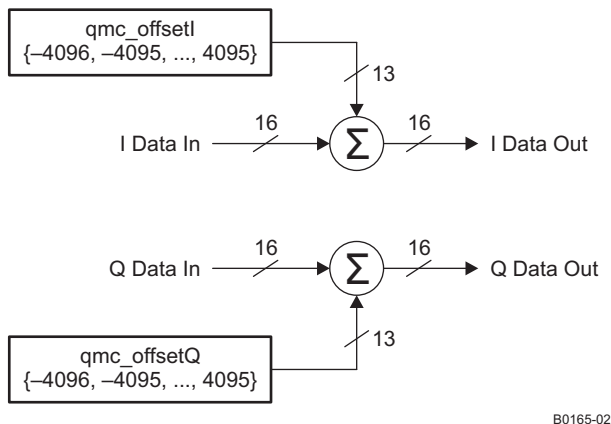 qmc_offsetI
{–4096, –4095, ..., 4095}
13
I Data In
16
Σ
16
I Data Out
Q Data In
16
Σ
16
Q Data Out
13
qmc_offsetQ
{–4096, –4095, ..., 4095}
B0165-02